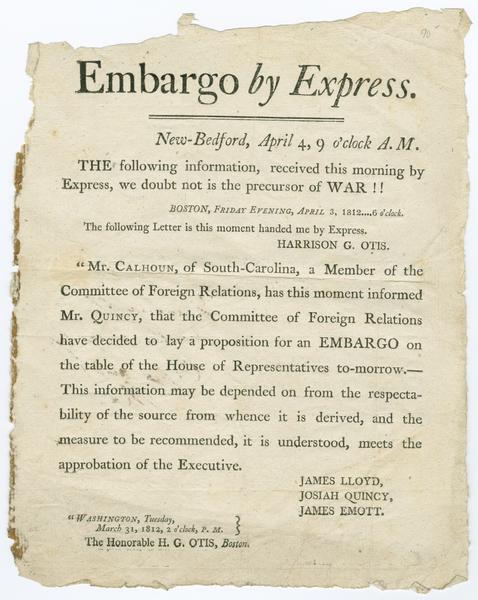 90
Embargo by Express.
New-Bedford, April 4, 9 o'clock A. M.
THE following information, received this morning by
Express, we doubt not is the precursor of WAR !!
BOSTON, FRIDAY EVENING, APRIL 3, 1812....6 o'clock.
The following Letter is this moment handed me by Express.
HARRISON G. OTIS.
"MR. CALHOUN, of South-Carolina, a Member of the
Committee of Foreign Relations, has this moment informed
MR. QUINCY, that the Committee of Foreign Relations
have decided to lay a proposition for an EMBARGO on
the table of the House of Representatives to-morrow.—
This information may be depended on from the respecta-
bility of the source from whence it is derived, and the
measure to be recommended, it is understood, meets the
approbation of the Executive.
JAMES LLOYD,
JOSIAH QUINCY,
JAMES EMOTT.
"WASHINGTON, Tuesday,
March 31, 1812, 2 o'clock, P. M. }
The Honorable H. G. OTIS, Boston.